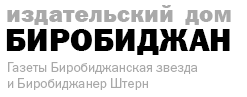 издательский дом
БИРОБИДЖАН
Газеты Биробиджанская звезда
и Биробиджанер Штерн